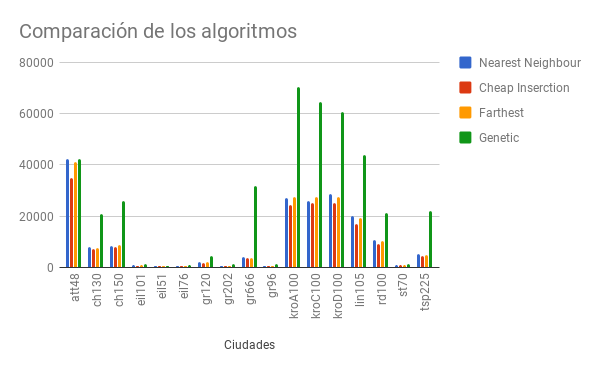 Comparación de los algoritmos
80000
60000
40000
20000
0
att48
ch130
ch150
eil101
eil51
eil76
gr120
gr202
gr666
gr96
kroA100
kroC100
kroD100
lin105
rd100
st70
tsp225
Ciudades
Nearest Neighbour
Cheap Inserction
Farthest
Genetic